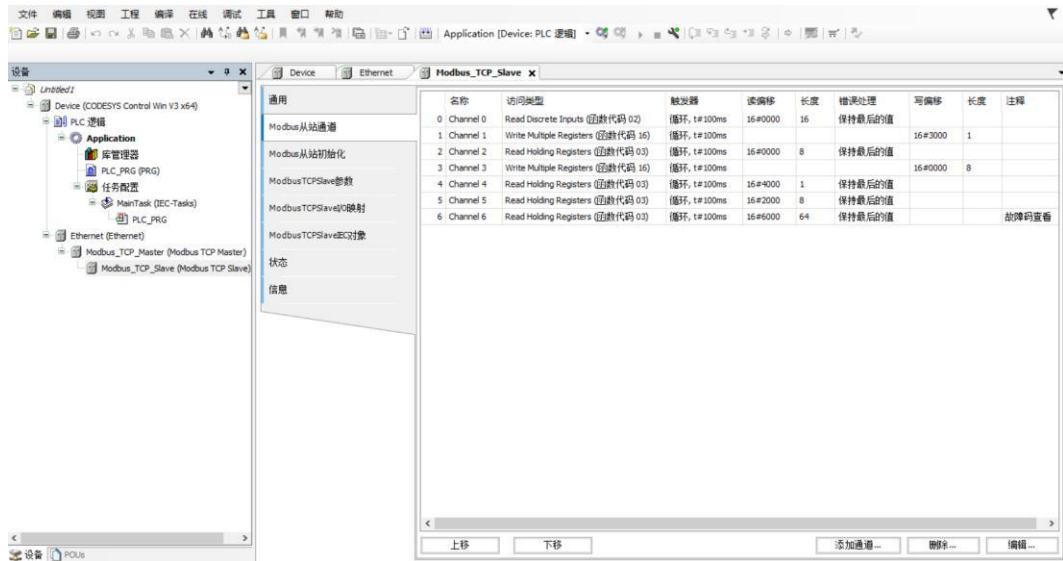 文件 编辑 视图 工程 编译 在线 调试 工具 窗口 帮助
Application [Device: PLC 逻辑]
设备
Untitled1
Device (CODESYS Control Win V3 x64)
PLC 逻辑
Application
库管理器
PLC_PRG (PRG)
任务配置
MainTask (IEC-Tasks)
PLC_PRG
Ethernet (Ethernet)
Modbus_TCP_Master (Modbus TCP Master)
Modbus_TCP_Slave (Modbus TCP Slave)
设备 POUs
Device Ethernet Modbus_TCP_Slave
通用
Modbus从站通道
Modbus从站初始化
ModbusTCPSlave参数
ModbusTCPSlaveI/O映射
ModbusTCPSlaveIEC对象
状态
信息
名称 访问类型 触发器 读偏移 长度 错误处理 写偏移 长度 注释
0 Channel 0 Read Discrete Inputs (函数代码 02) 循环, t#100ms 16#0000 16 保持最后的值
1 Channel 1 Write Multiple Registers (函数代码 16) 循环, t#100ms 16#3000 1
2 Channel 2 Read Holding Registers (函数代码 03) 循环, t#100ms 16#0000 8 保持最后的值
3 Channel 3 Write Multiple Registers (函数代码 16) 循环, t#100ms 16#0000 8
4 Channel 4 Read Holding Registers (函数代码 03) 循环, t#100ms 16#4000 1 保持最后的值
5 Channel 5 Read Holding Registers (函数代码 03) 循环, t#100ms 16#2000 8 保持最后的值
6 Channel 6 Read Holding Registers (函数代码 03) 循环, t#100ms 16#6000 64 保持最后的值 故障码查看
上移 下移 添加通道... 删除... 编辑...